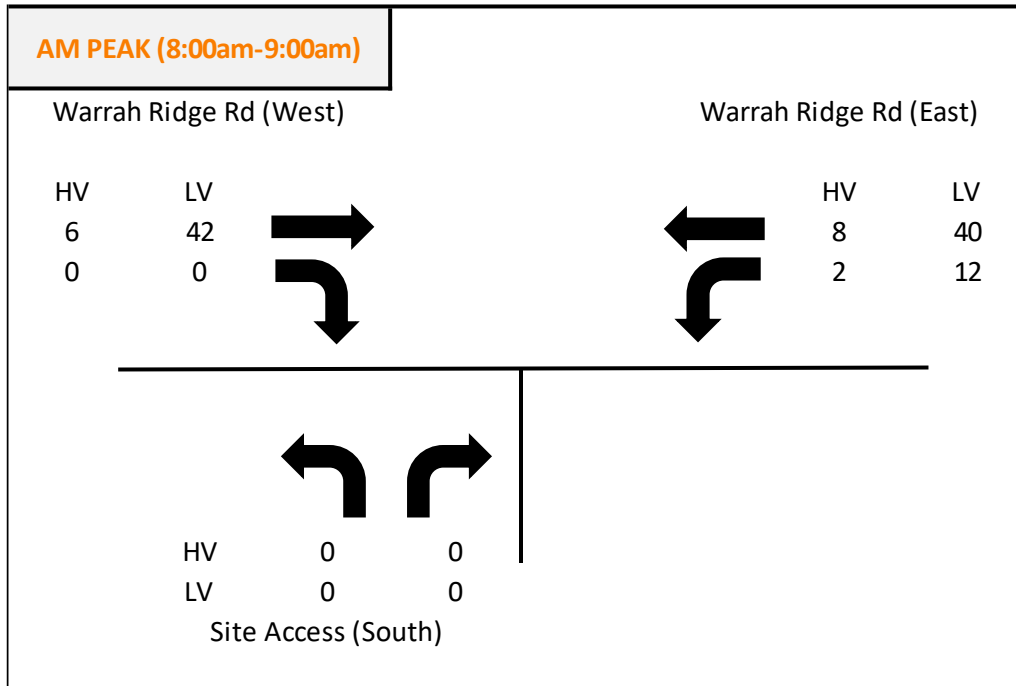 AM PEAK (8:00am-9:00am)
Warrah Ridge Rd (West) Warrah Ridge Rd (East)
HV LV HV LV
6 42 8 40
0 0 2 12
HV 0 0
LV 0 0
Site Access (South)